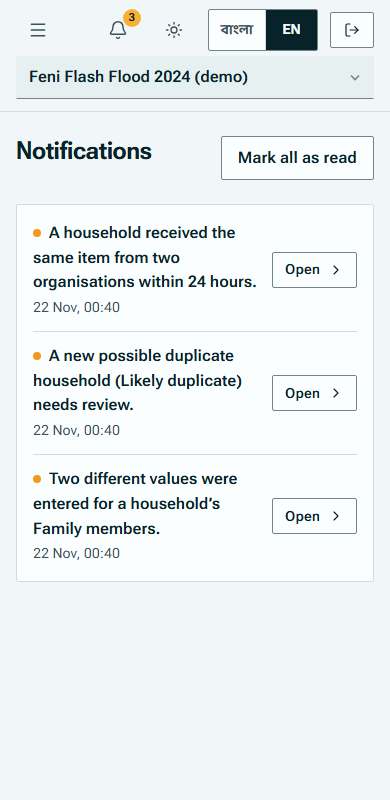 3
বাংলা
EN
Feni Flash Flood 2024 (demo)
Notifications
Mark all as read
A household received the
same item from two
organisations within 24 hours.
22 Nov, 00:40
Open
A new possible duplicate
household (Likely duplicate)
needs review.
22 Nov, 00:40
Open
Two different values were
entered for a household’s
Family members.
22 Nov, 00:40
Open